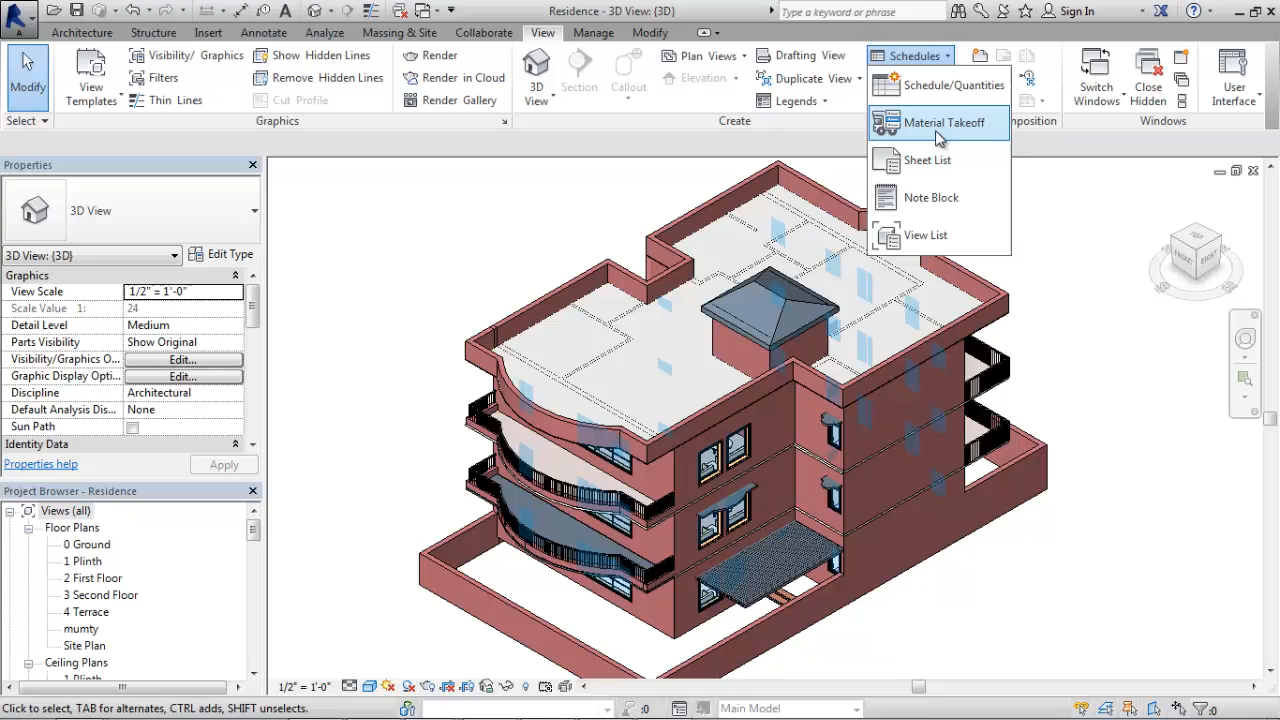 A
Residence - 3D View: {3D}
Type a keyword or phrase
Sign In
Architecture
Structure
Insert
Annotate
Analyze
Massing & Site
Collaborate
View
Manage
Modify
Modify
Select
View Templates
Visibility/ Graphics
Filters
Thin Lines
Show Hidden Lines
Remove Hidden Lines
Cut Profile
Graphics
Render
Render in Cloud
Render Gallery
3D View
Section
Callout
Plan Views
Elevation
Drafting View
Duplicate View
Legends
Create
Schedules
Schedule/Quantities
Material Takeoff
Sheet List
Note Block
View List
position
Switch Windows
Close Hidden
Windows
User Interface
Properties
3D View
3D View: {3D}
Edit Type
Graphics
View Scale
1/2" = 1'-0"
Scale Value 1:
24
Detail Level
Medium
Parts Visibility
Show Original
Visibility/Graphics O...
Edit...
Graphic Display Opti...
Edit...
Discipline
Architectural
Default Analysis Dis...
None
Sun Path
Identity Data
Properties help
Apply
Project Browser - Residence
Views (all)
Floor Plans
0 Ground
1 Plinth
2 First Floor
3 Second Floor
4 Terrace
mumty
Site Plan
Ceiling Plans
FRONT
RIGHT
1/2" = 1'-0"
Click to select, TAB for alternates, CTRL adds, SHIFT unselects.
:0
Main Model
:0